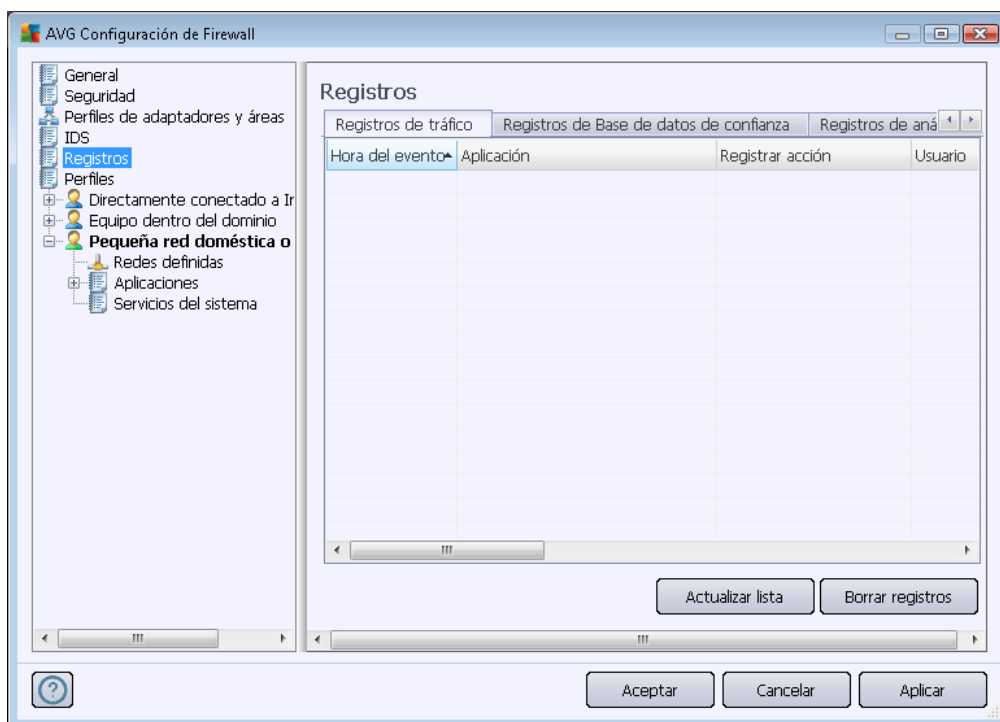 AVG Configuración de Firewall
General
Seguridad
Perfiles de adaptadores y áreas
IDS
Registros
Perfiles
Directamente conectado a Ir
Equipo dentro del dominio
Pequeña red doméstica o
Redes definidas
Aplicaciones
Servicios del sistema
Registros
Registros de tráfico Registros de Base de datos de confianza Registros de aná
Hora del evento Aplicación Registrar acción Usuario
Actualizar lista Borrar registros
Aceptar Cancelar Aplicar